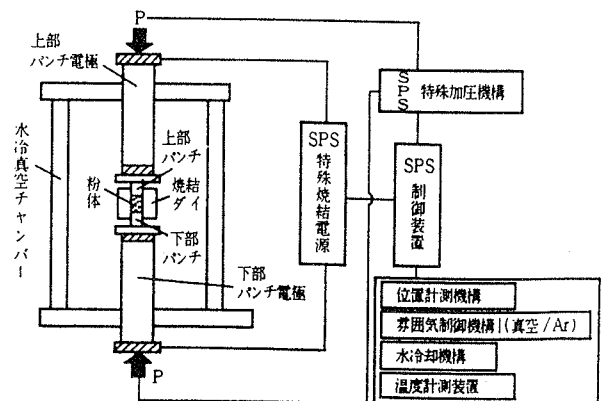 P
上部
パンチ電極
水冷真空チャンバー
上部
パンチ
粉体
焼結
ダイ
下部
パンチ
下部
パンチ電極
P
SPS
特殊焼結電源
SPS
特殊加圧機構
SPS
制御装置
位置計測機構
雰囲気制御機構(真空/Ar)
水冷却機構
温度計測装置